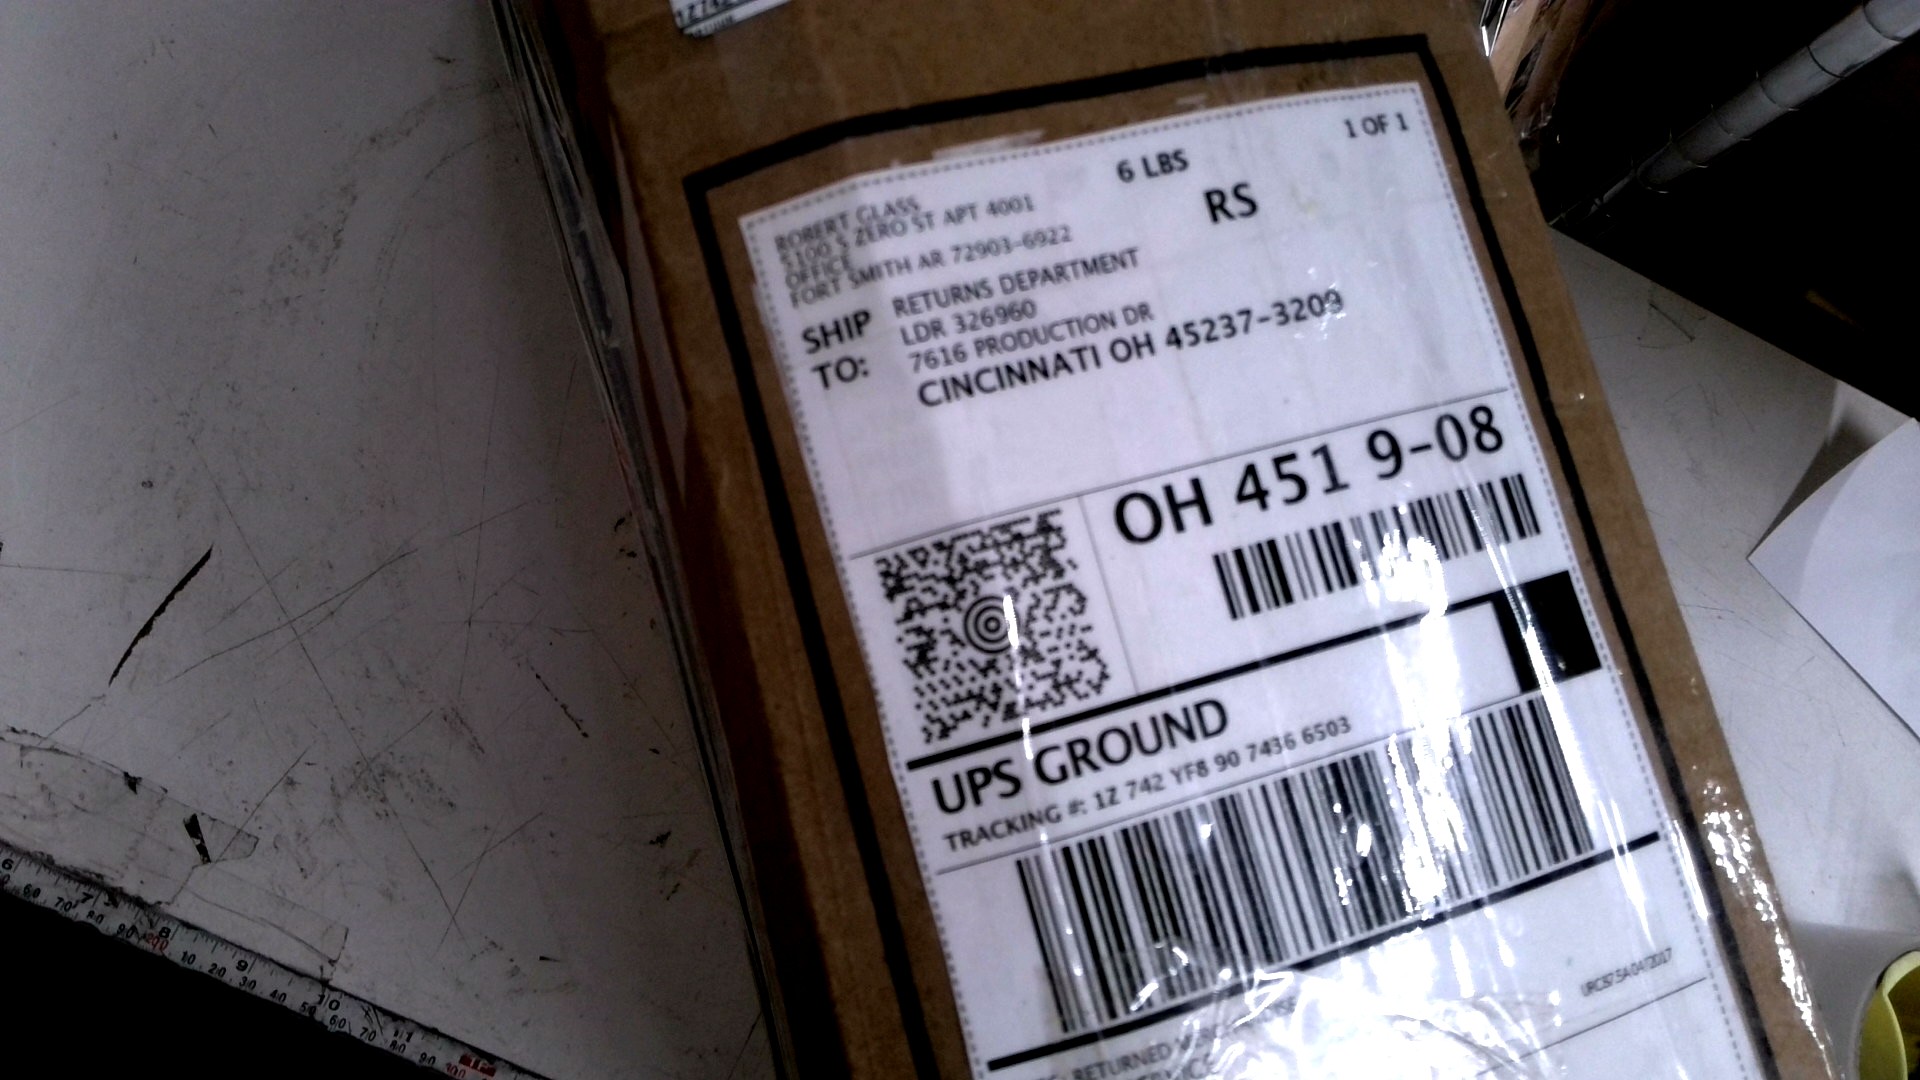 1Z742
1 OF 1
6 LBS
RS
ROBERT GLASS
5100 S ZERO ST APT 4001
OFFICE
FORT SMITH AR 72903-6922
SHIP
TO:
RETURNS DEPARTMENT
LDR 326960
7616 PRODUCTION DR
CINCINNATI OH 45237-3209
OH 451 9-08
UPS GROUND
TRACKING #: 1Z 742 YF8 90 7436 6503
RETURNED